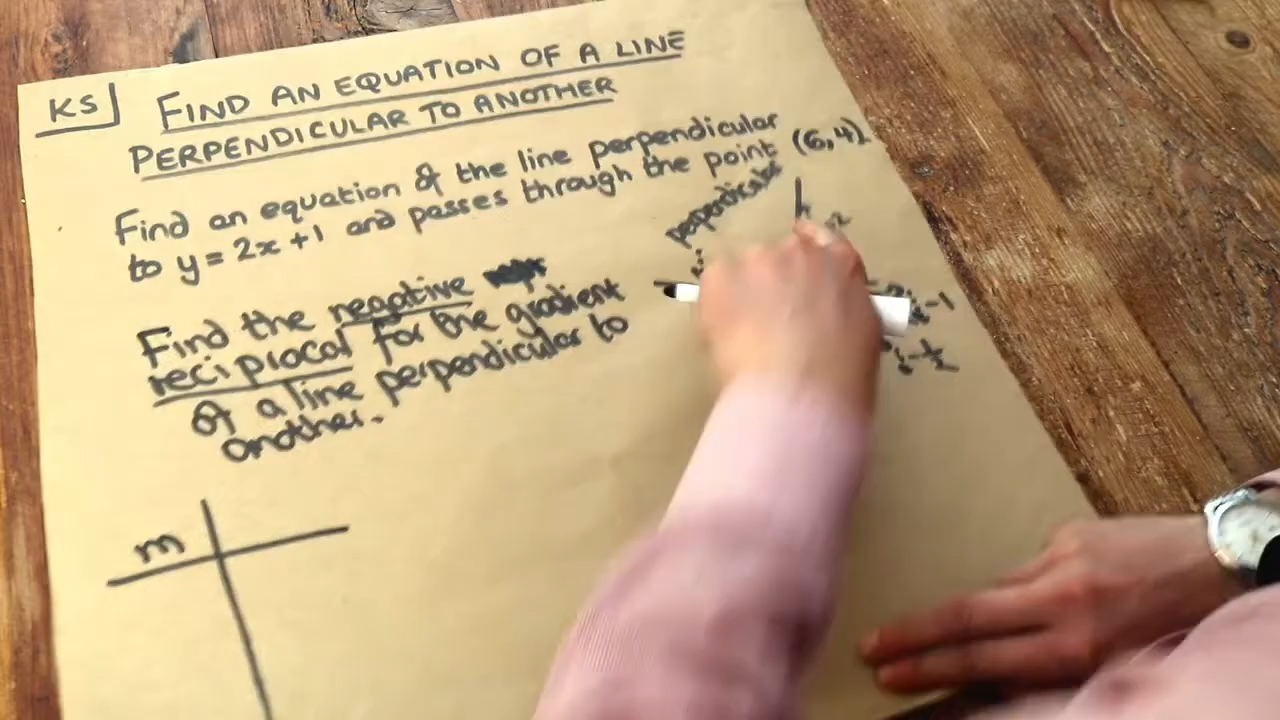 KS
FIND AN EQUATION OF A LINE
PERPENDICULAR TO ANOTHER
Find an equation of the line perpendicular
to y = 2x + 1 and passes through the point (6,4).
Find the negative
reciprocal for the gradient
of a line perpendicular to
another.
perpendicular
m